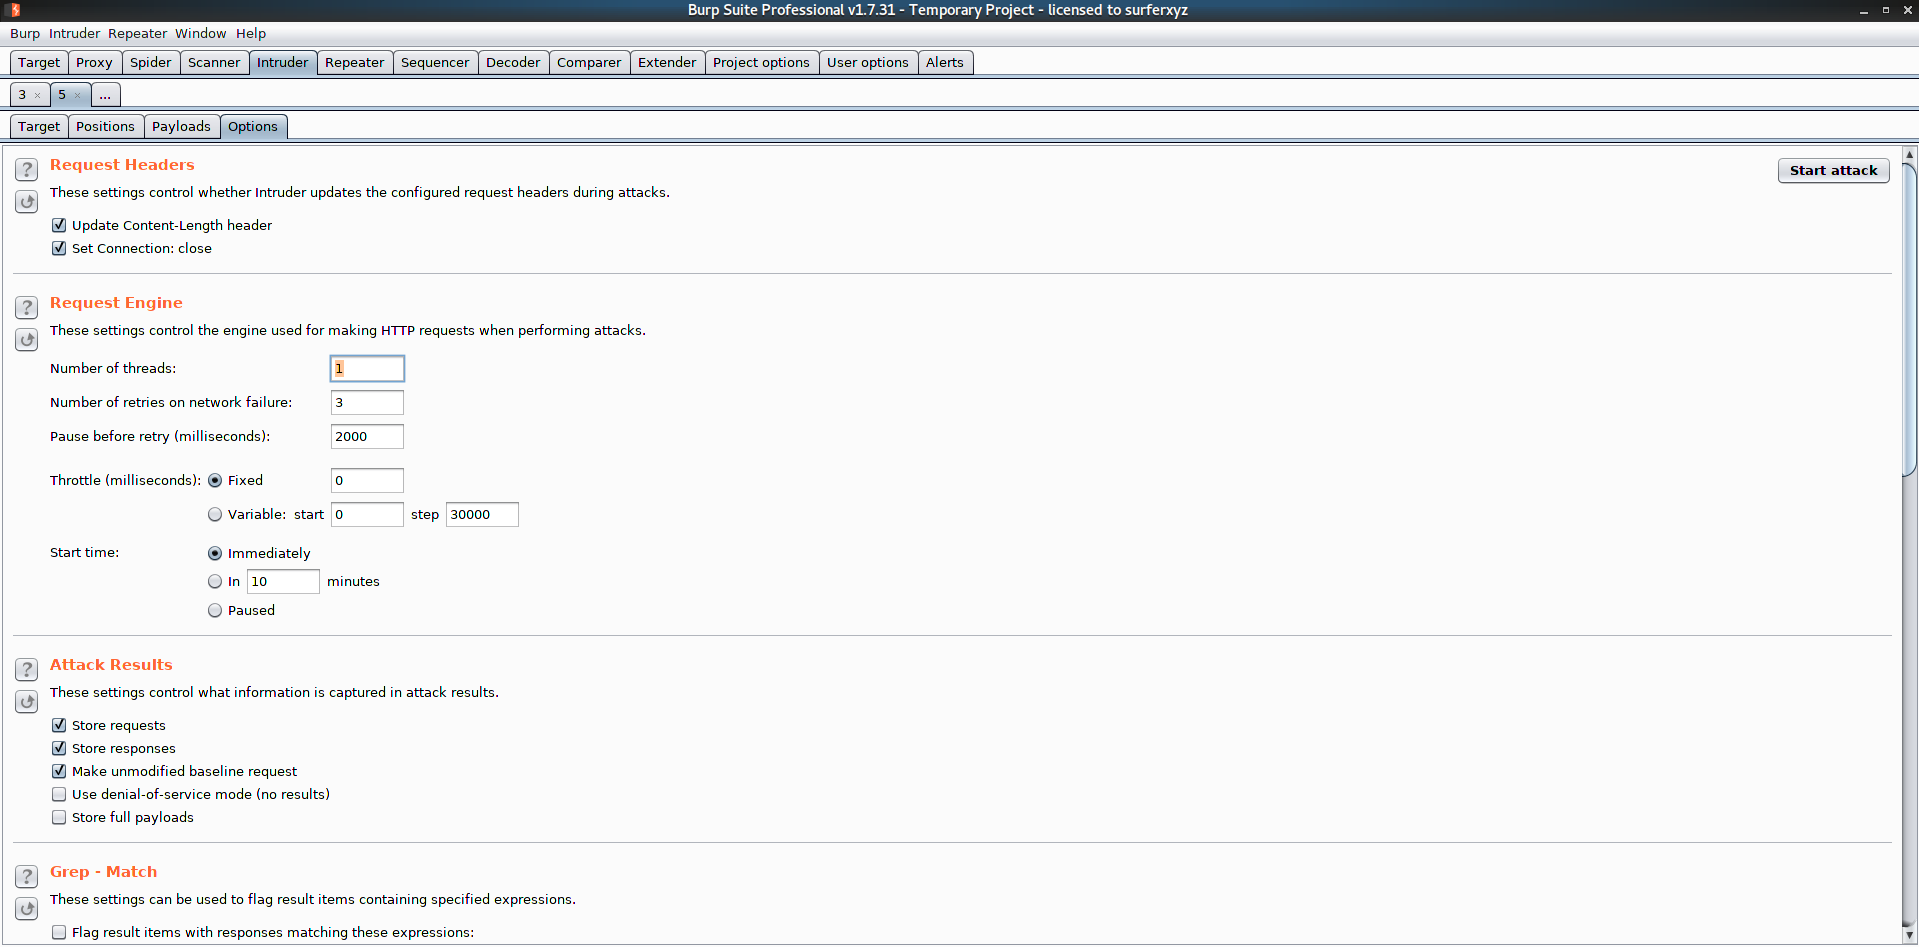 Burp Suite Professional v1.7.31 - Temporary Project - licensed to surferxyz
Burp Intruder Repeater Window Help
Target Proxy Spider Scanner Intruder Repeater Sequencer Decoder Comparer Extender Project options User options Alerts
3 × 5 × ...
Target Positions Payloads Options
? Request Headers
Start attack
These settings control whether Intruder updates the configured request headers during attacks.
Update Content-Length header
Set Connection: close
? Request Engine
These settings control the engine used for making HTTP requests when performing attacks.
Number of threads: 1
Number of retries on network failure: 3
Pause before retry (milliseconds): 2000
Throttle (milliseconds): Fixed 0
Variable: start 0 step 30000
Start time: Immediately
In 10 minutes
Paused
? Attack Results
These settings control what information is captured in attack results.
Store requests
Store responses
Make unmodified baseline request
Use denial-of-service mode (no results)
Store full payloads
? Grep - Match
These settings can be used to flag result items containing specified expressions.
Flag result items with responses matching these expressions: